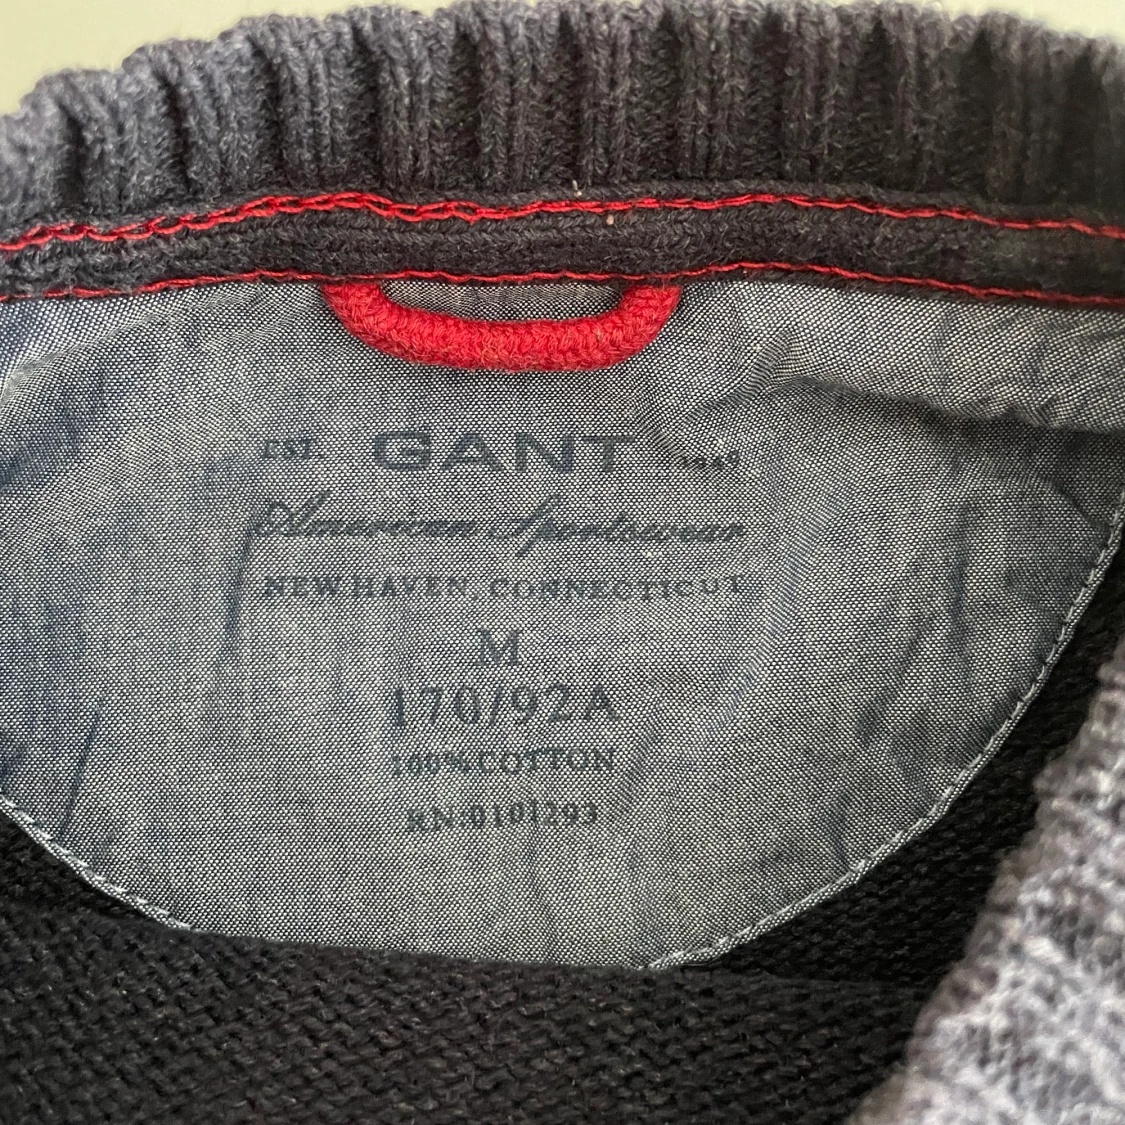 EST. GANT 1949
American Sportswear
NEW HAVEN, CONNECTICUT
M
170/92A
100%COTTON
RN:0101293